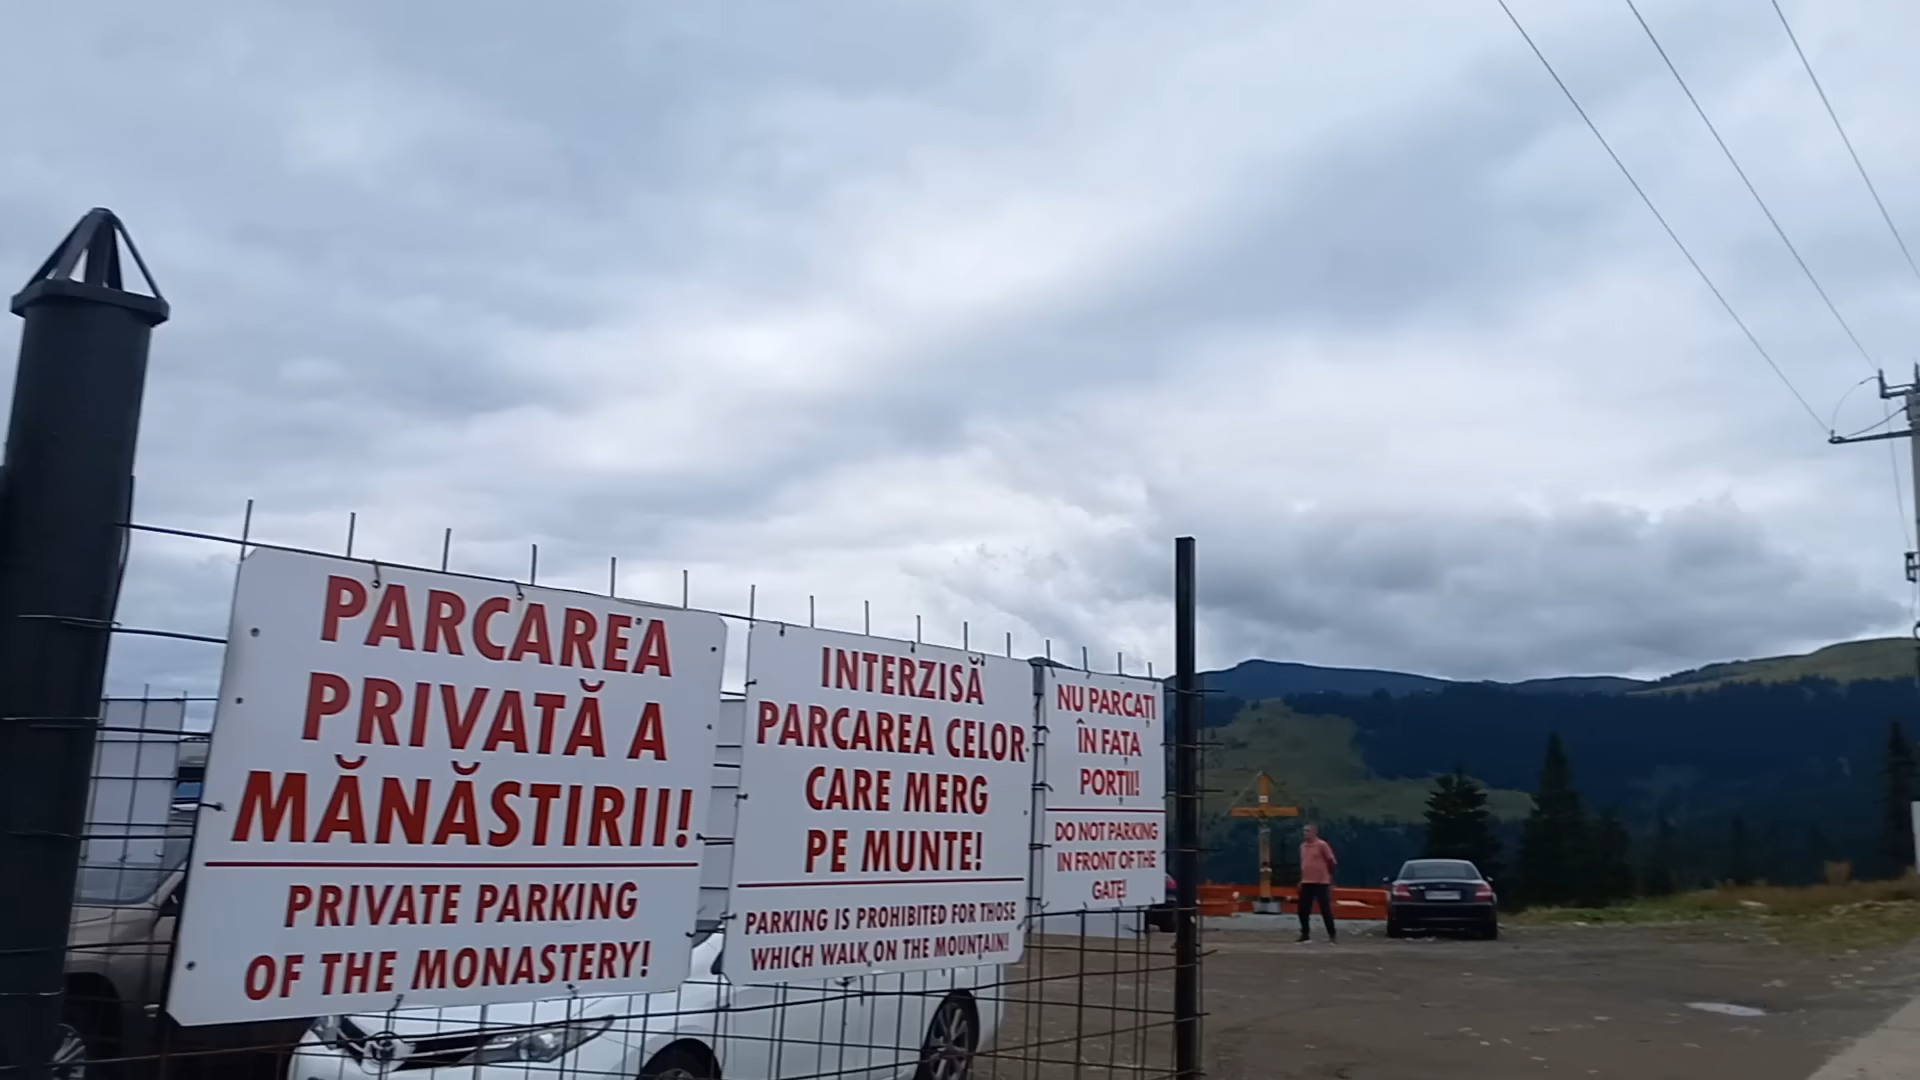 PARCAREA
PRIVATĂ A
MĂNĂSTIRII!
PRIVATE PARKING
OF THE MONASTERY!
INTERZISĂ
PARCAREA CELOR
CARE MERG
PE MUNTE!
PARKING IS PROHIBITED FOR THOSE
WHICH WALK ON THE MOUNTAIN!
NU PARCAȚI
ÎN FAȚA
PORȚII!
DO NOT PARKING
IN FRONT OF THE
GATE!